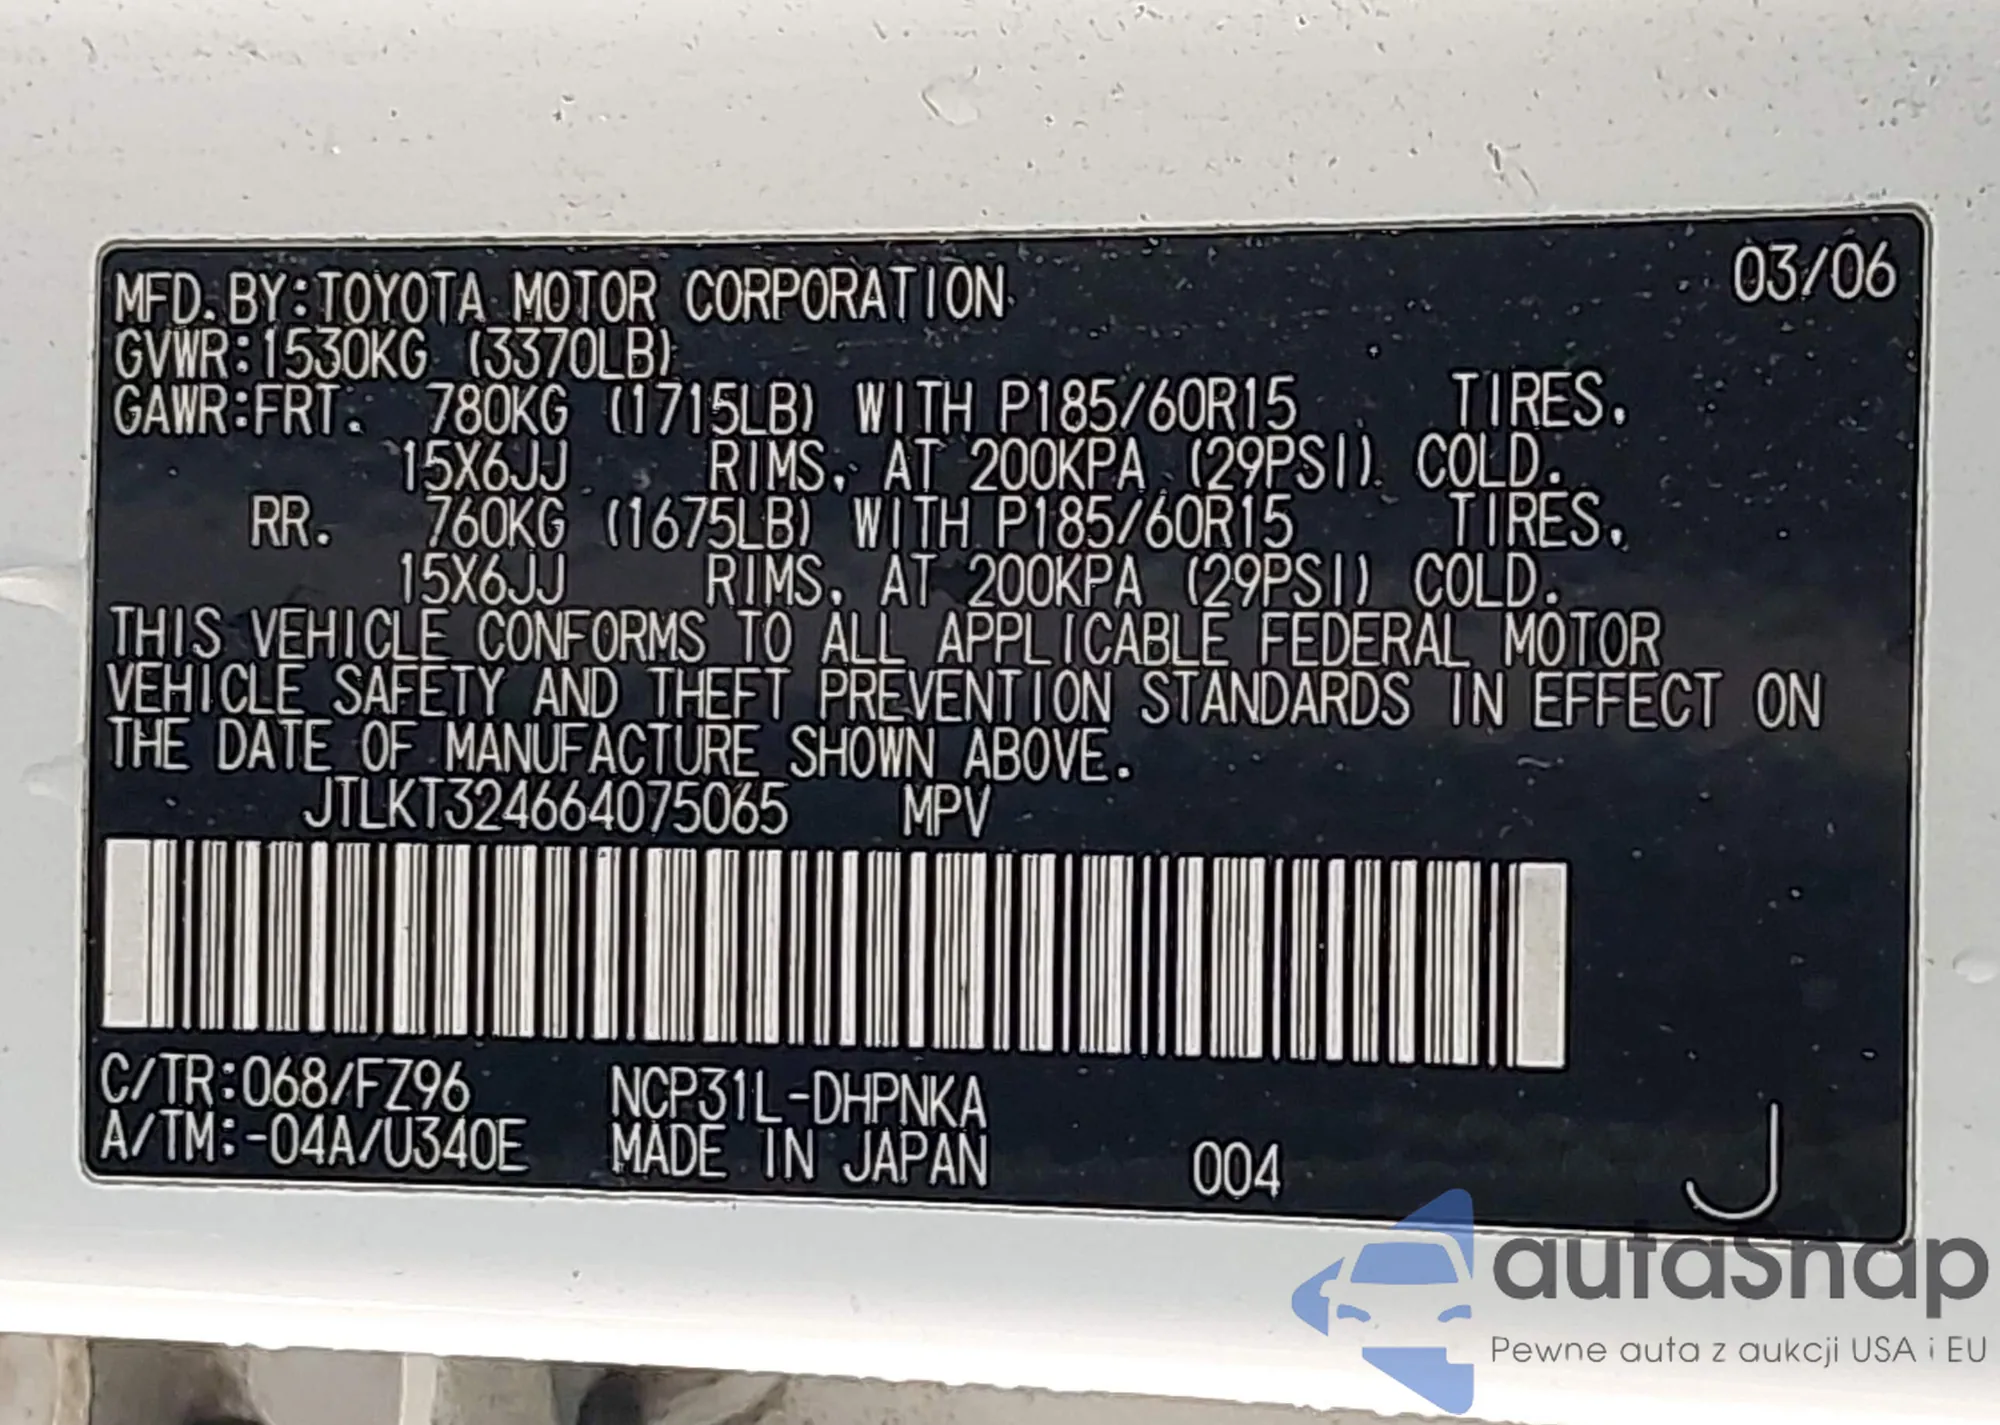 03/06
MFD. BY: TOYOTA MOTOR CORPORATION
GVWR: 1530KG (3370LB)
GAWR: FRT. 780KG (1715LB) WITH P185/60R15 TIRES,
15X6JJ RIMS, AT 200KPA (29PSI) COLD.
RR. 760KG (1675LB) WITH P185/60R15 TIRES,
15X6JJ RIMS, AT 200KPA (29PSI) COLD.
THIS VEHICLE CONFORMS TO ALL APPLICABLE FEDERAL MOTOR
VEHICLE SAFETY AND THEFT PREVENTION STANDARDS IN EFFECT ON
THE DATE OF MANUFACTURE SHOWN ABOVE.
JTLKT324664075065 MPV
C/TR: 068/FZ96 NCP31L-DHPNKA
A/TM: -04A/U340E MADE IN JAPAN 004 J
autasnap
Pewne auta z aukcji USA i EU